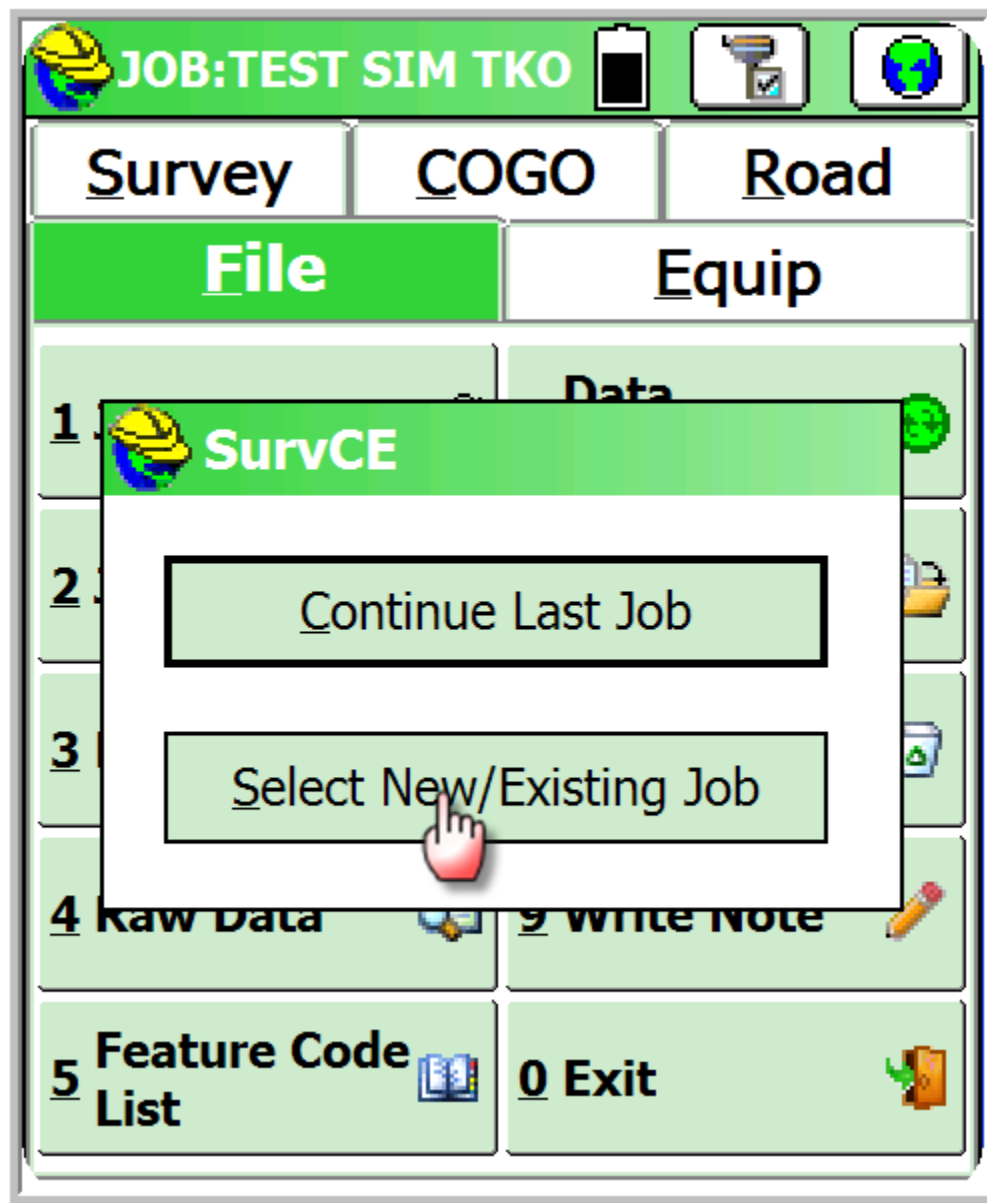 JOB:TEST SIM TKO
Survey COGO Road
File Equip
1 Data
SurvCE
2
Continue Last Job
3
Select New/Existing Job
4 Raw Data 9 Write Note
5 Feature Code List
0 Exit